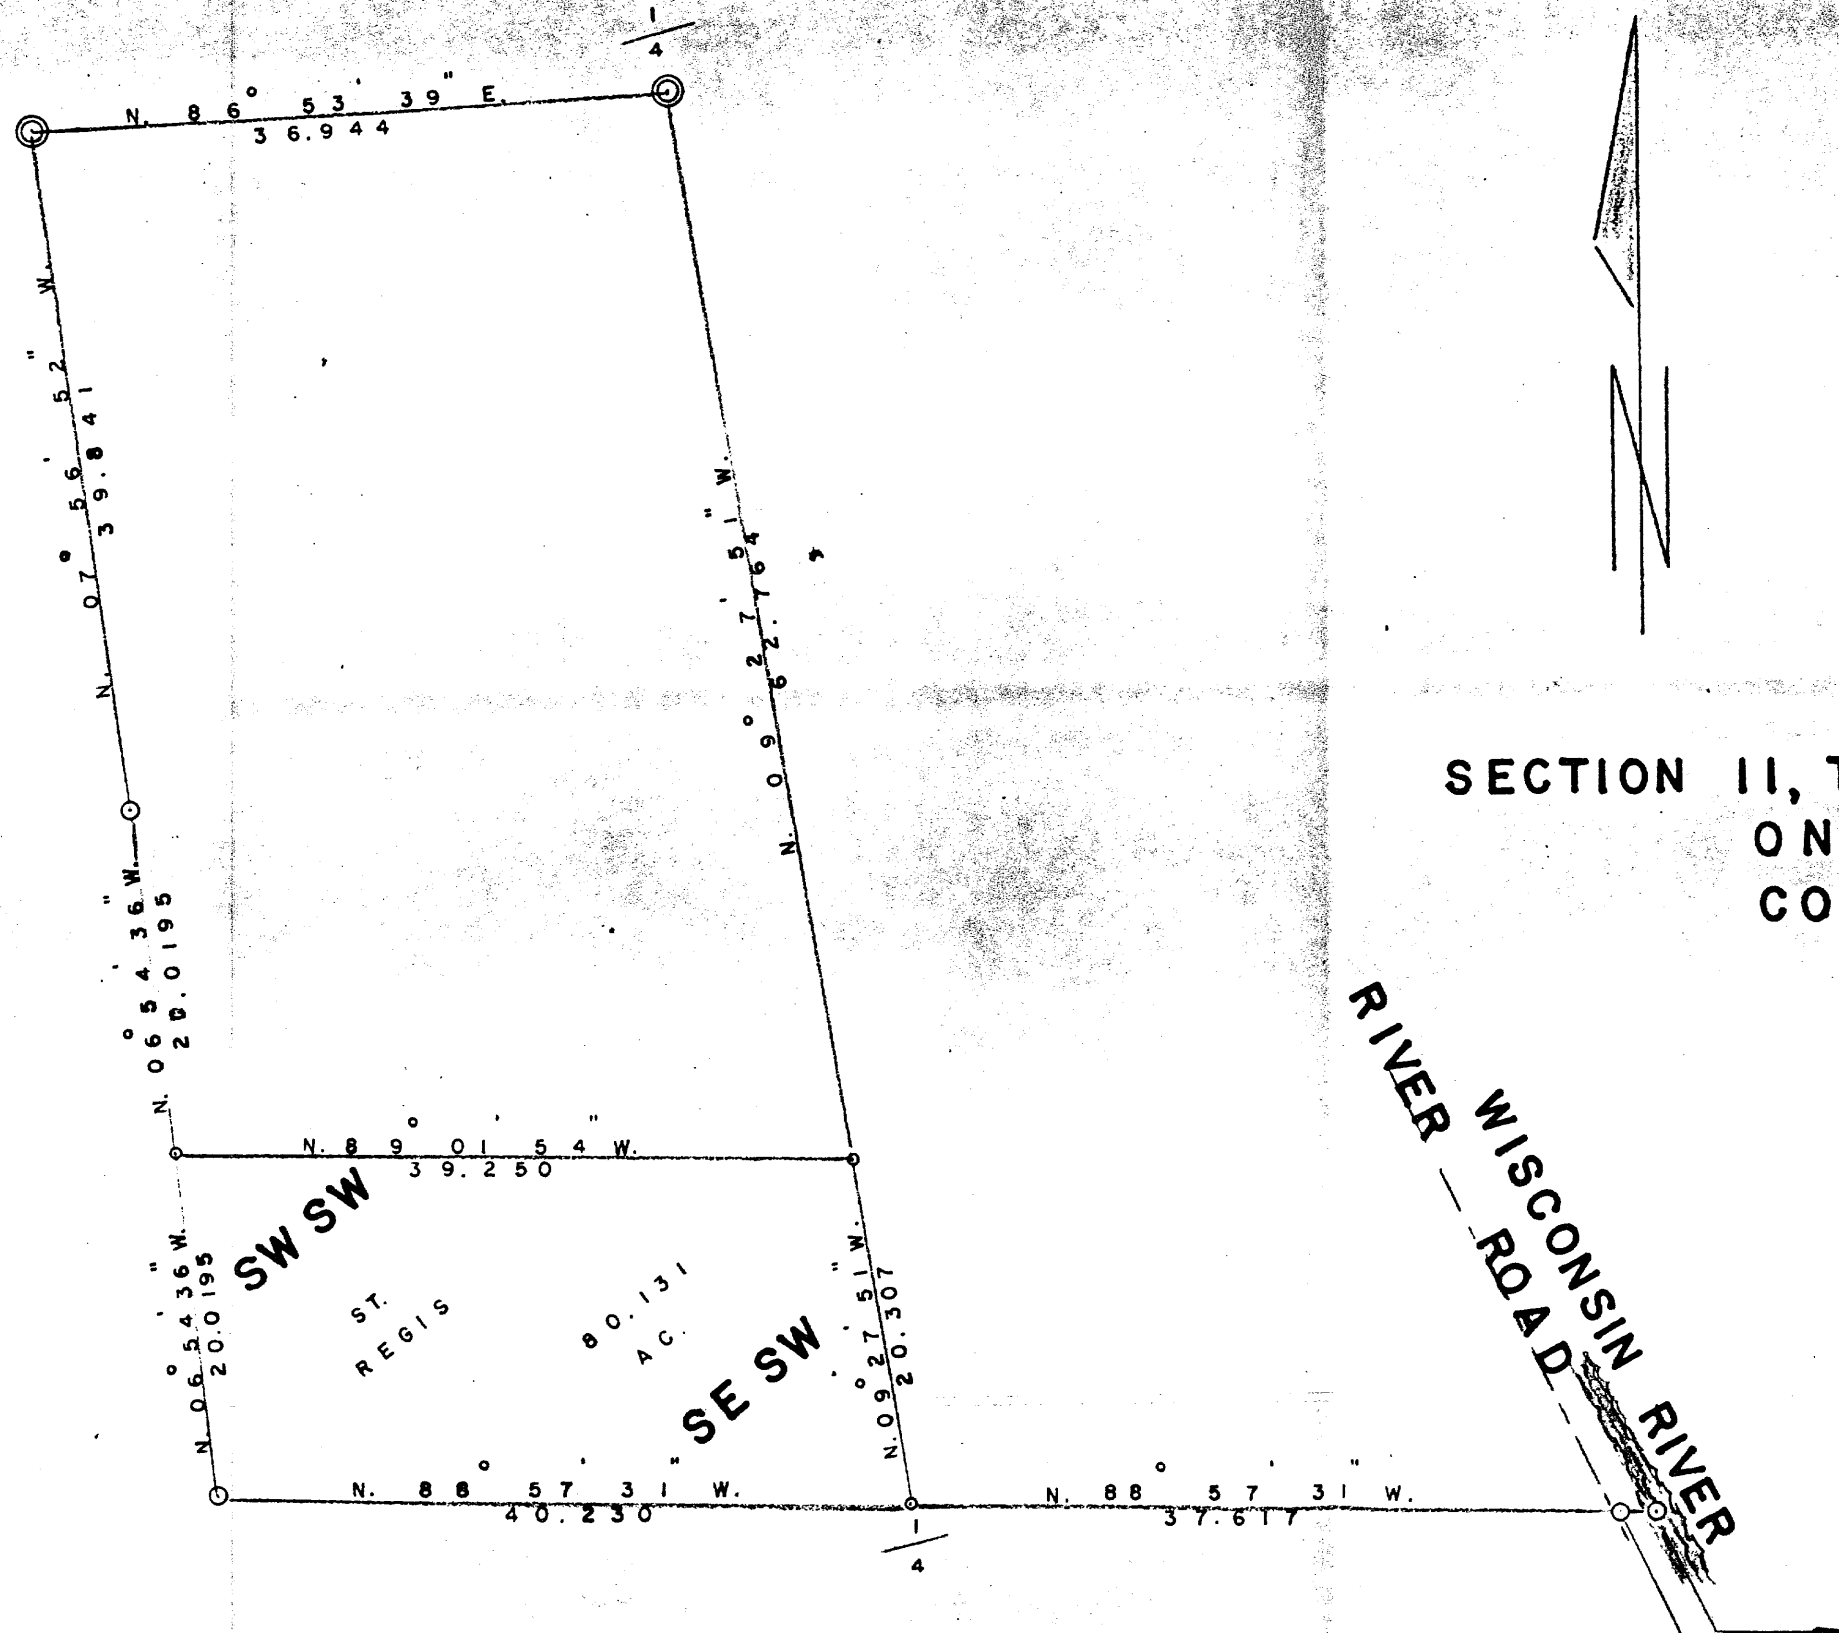 1
4
N. 86° 53' 39" E.
36.944
N. 07° 56' 52" W.
39.841
N. 09° 27' 51" W.
62.764
N
SECTION 11, T
ON
CO
N. 06° 54' 36" W.
20.0195
N. 89° 01' 54" W.
39.250
RIVER ROAD
WISCONSIN RIVER
SW SW
ST.
REGIS
80.131
AC.
SE SW
N. 06° 54' 36" W.
20.0195
N. 09° 27' 51" W.
20.307
N. 88° 57' 31" W.
40.230
N. 88° 57' 31" W.
37.617
1
4